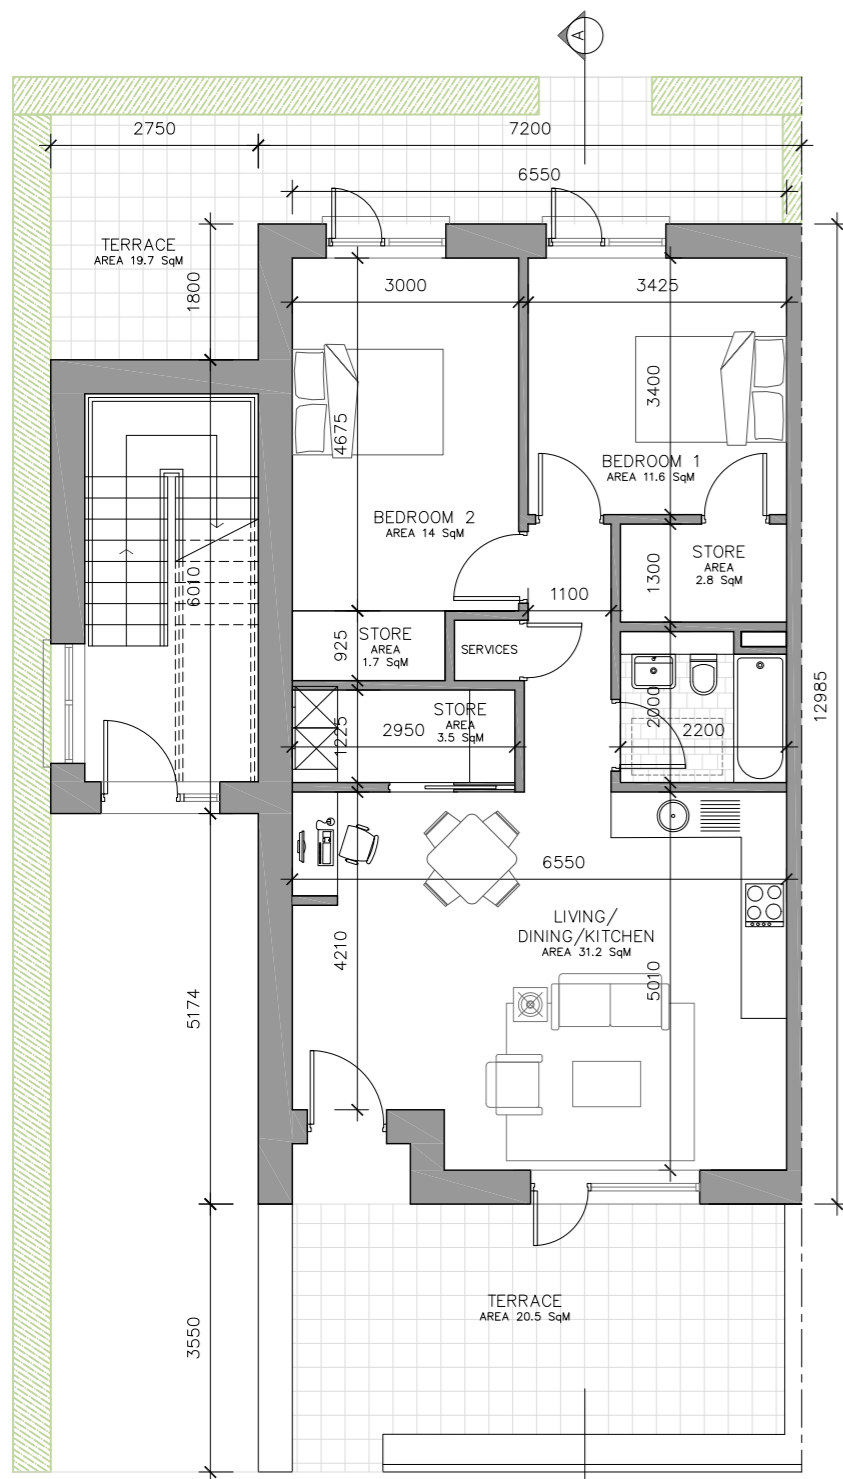 A
2750
7200
6550
TERRACE
AREA 19.7 SqM
1800
3000
3425
4675
3400
BEDROOM 1
AREA 11.6 SqM
BEDROOM 2
AREA 14 SqM
6010
1100
1300
STORE
AREA
2.8 SqM
925
STORE
AREA
1.7 SqM
SERVICES
12985
2000
2200
1225
2950
STORE
AREA
3.5 SqM
6550
4210
LIVING/
DINING/KITCHEN
AREA 31.2 SqM
5010
5174
TERRACE
AREA 20.5 SqM
3550